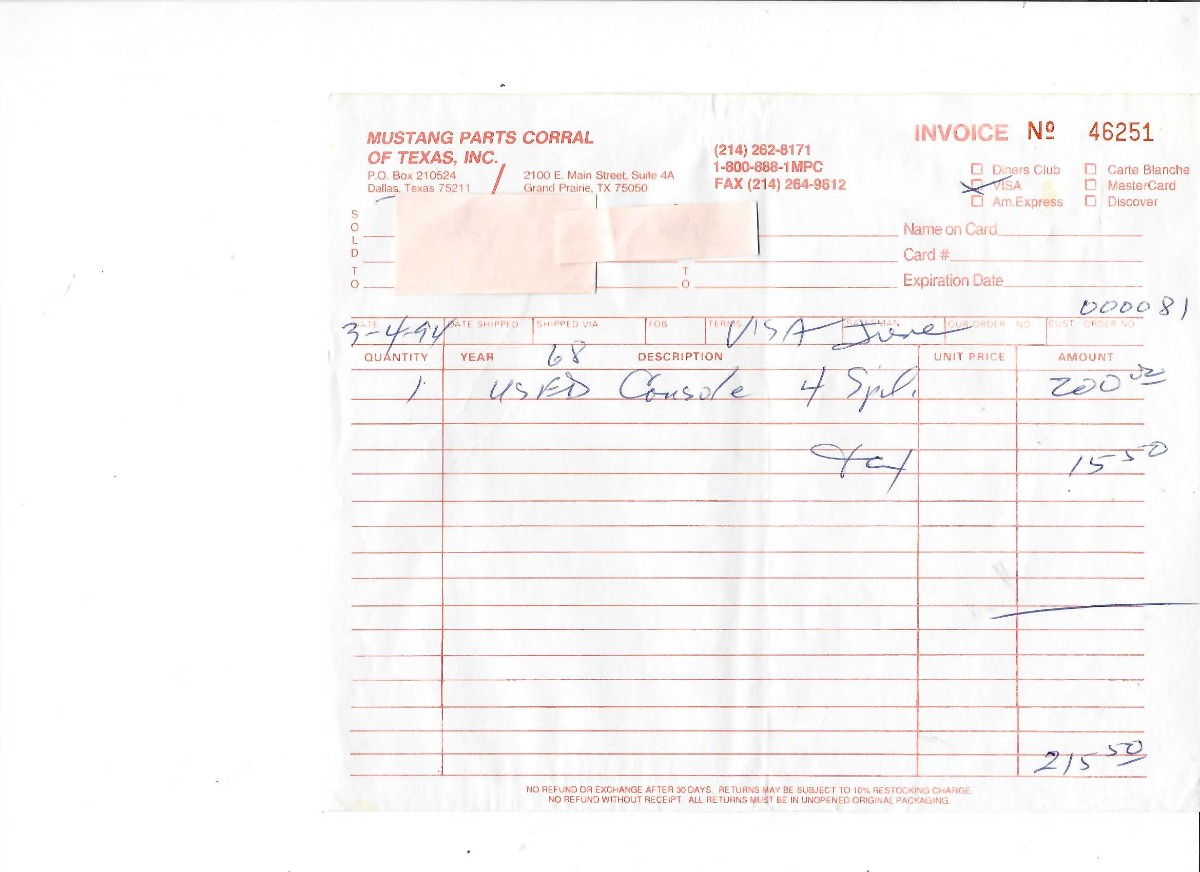 MUSTANG PARTS CORRAL
OF TEXAS, INC.
P.O. Box 210524
Dallas, Texas 75211
/
2100 E. Main Street, Suite 4A
Grand Prairie, TX 75050
(214) 262-8171
1-800-888-1MPC
FAX (214) 264-9612
INVOICE Nº 46251
Diners Club Carte Blanche
VISA MasterCard
Am.Express Discover
SOLD TO
TO
Name on Card
Card #
Expiration Date
000081
DATE DATE SHIPPED SHIPPED VIA FOB TERMS SALESMAN OUR ORDER NO CUST ORDER NO
3-4-94 VISA
QUANTITY YEAR 68 DESCRIPTION UNIT PRICE AMOUNT
1 USED Console 4 Spd. 200 00
Tax 15 50
215 50
NO REFUND OR EXCHANGE AFTER 30 DAYS. RETURNS MAY BE SUBJECT TO 10% RESTOCKING CHARGE.
NO REFUND WITHOUT RECEIPT. ALL RETURNS MUST BE IN UNOPENED ORIGINAL PACKAGING.